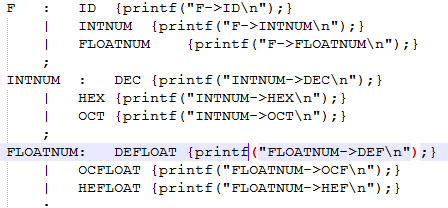 F : ID {printf("F->ID\n");}
| INTNUM {printf("F->INTNUM\n");}
| FLOATNUM {printf("F->FLOATNUM\n");}
;
INTNUM : DEC {printf("INTNUM->DEC\n");}
| HEX {printf("INTNUM->HEX\n");}
| OCT {printf("INTNUM->OCT\n");}
;
FLOATNUM: DEFLOAT {printf("FLOATNUM->DEF\n");}
| OCFLOAT {printf("FLOATNUM->OCF\n");}
| HEFLOAT {printf("FLOATNUM->HEF\n");}
;